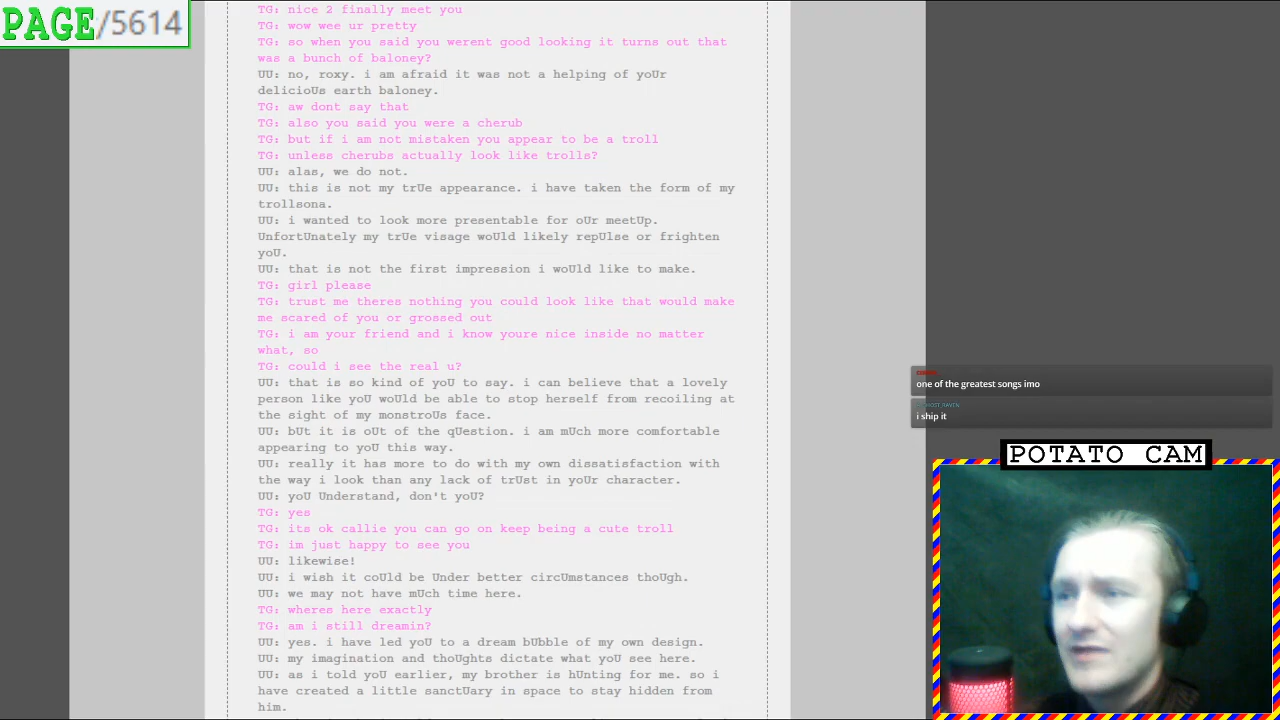 PAGE/5614
TG: nice 2 finally meet you
TG: wow wee ur pretty
TG: so when you said you werent good looking it turns out that
was a bunch of baloney?
UU: no, roxy. i am afraid it was not a helping of yoUr
delicioUs earth baloney.
TG: aw dont say that
TG: also you said you were a cherub
TG: but if i am not mistaken you appear to be a troll
TG: unless cherubs actually look like trolls?
UU: alas, we do not.
UU: this is not my trUe appearance. i have taken the form of my
trollsona.
UU: i wanted to look more presentable for oUr meetUp.
UnfortUnately my trUe visage woUld likely repUlse or frighten
yoU.
UU: that is not the first impression i woUld like to make.
TG: girl please
TG: trust me theres nothing you could look like that would make
me scared of you or grossed out
TG: i am your friend and i know youre nice inside no matter
what, so
TG: could i see the real u?
UU: that is so kind of yoU to say. i can believe that a lovely
person like yoU woUld be able to stop herself from recoiling at
the sight of my monstroUs face.
UU: bUt it is oUt of the qUestion. i am mUch more comfortable
appearing to yoU this way.
UU: really it has more to do with my own dissatisfaction with
the way i look than any lack of trUst in yoUr character.
UU: yoU Understand, don't yoU?
TG: yes
TG: its ok callie you can go on keep being a cute troll
TG: im just happy to see you
UU: likewise!
UU: i wish it coUld be Under better circUmstances thoUgh.
UU: we may not have mUch time here.
TG: wheres here exactly
TG: am i still dreamin?
UU: yes. i have led yoU to a dream bUbble of my own design.
UU: my imagination and thoUghts dictate what yoU see here.
UU: as i told yoU earlier, my brother is hUnting for me. so i
have created a little sanctUary in space to stay hidden from
him.
one of the greatest songs imo
i ship it
POTATO CAM